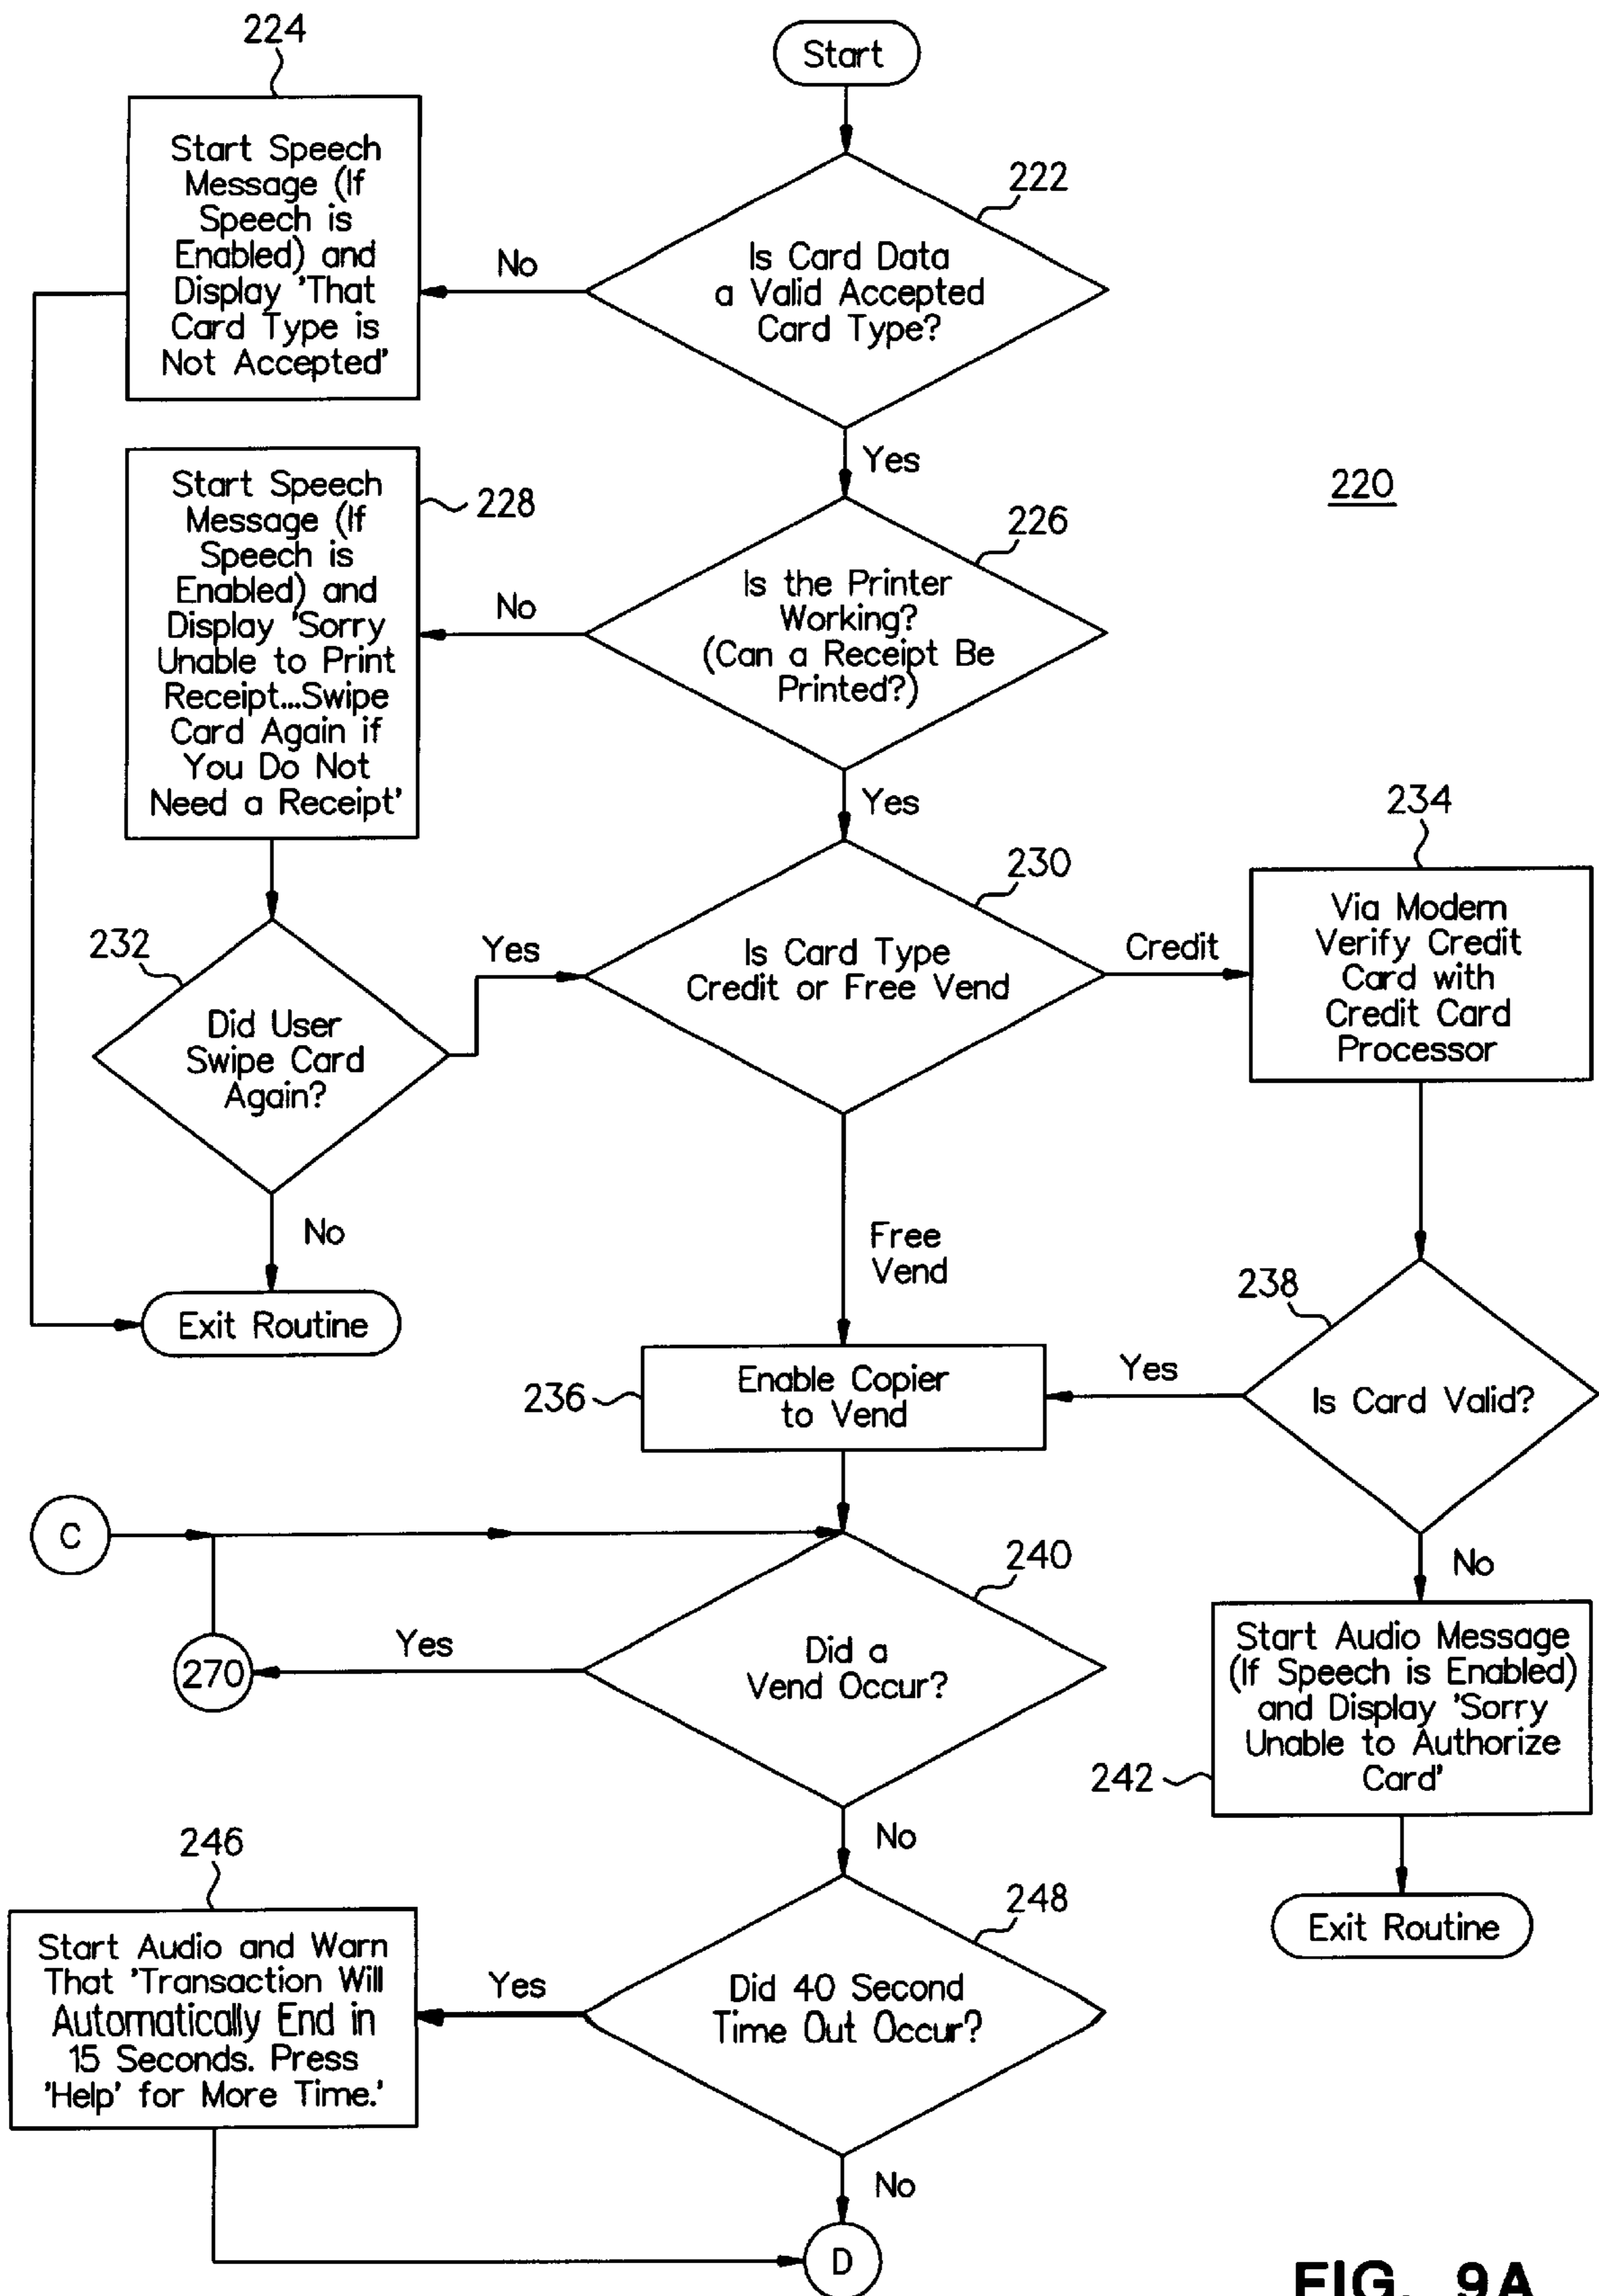 224
Start
Start Speech
Message (If
Speech is
Enabled) and
Display 'That
Card Type is
Not Accepted'
222
No
Is Card Data
a Valid Accepted
Card Type?
Yes
220
Start Speech
Message (If
Speech is
Enabled) and
Display 'Sorry
Unable to Print
Receipt...Swipe
Card Again if
You Do Not
Need a Receipt'
228
226
No
Is the Printer
Working?
(Can a Receipt Be
Printed?)
Yes
234
230
232
Yes
Is Card Type
Credit or Free Vend
Credit
Via Modem
Verify Credit
Card with
Credit Card
Processor
Did User
Swipe Card
Again?
No
Free
Vend
238
Exit Routine
236
Enable Copier
to Vend
Yes
Is Card Valid?
C
240
No
270
Yes
Did a
Vend Occur?
Start Audio Message
(If Speech is Enabled)
and Display 'Sorry
Unable to Authorize
Card'
242
No
246
248
Exit Routine
Start Audio and Warn
That 'Transaction Will
Automatically End in
15 Seconds. Press
'Help' for More Time.'
Yes
Did 40 Second
Time Out Occur?
No
D
FIG. 9A